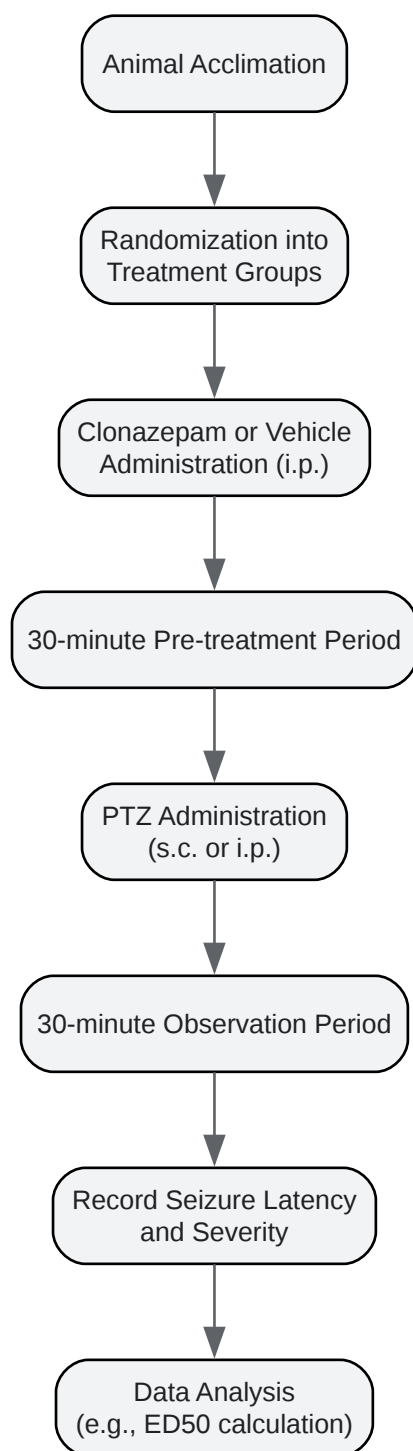 Animal Acclimation
Randomization into
Treatment Groups
Clonazepam or Vehicle
Administration (i.p.)
30-minute Pre-treatment Period
PTZ Administration
(s.c. or i.p.)
30-minute Observation Period
Record Seizure Latency
and Severity
Data Analysis
(e.g., ED50 calculation)